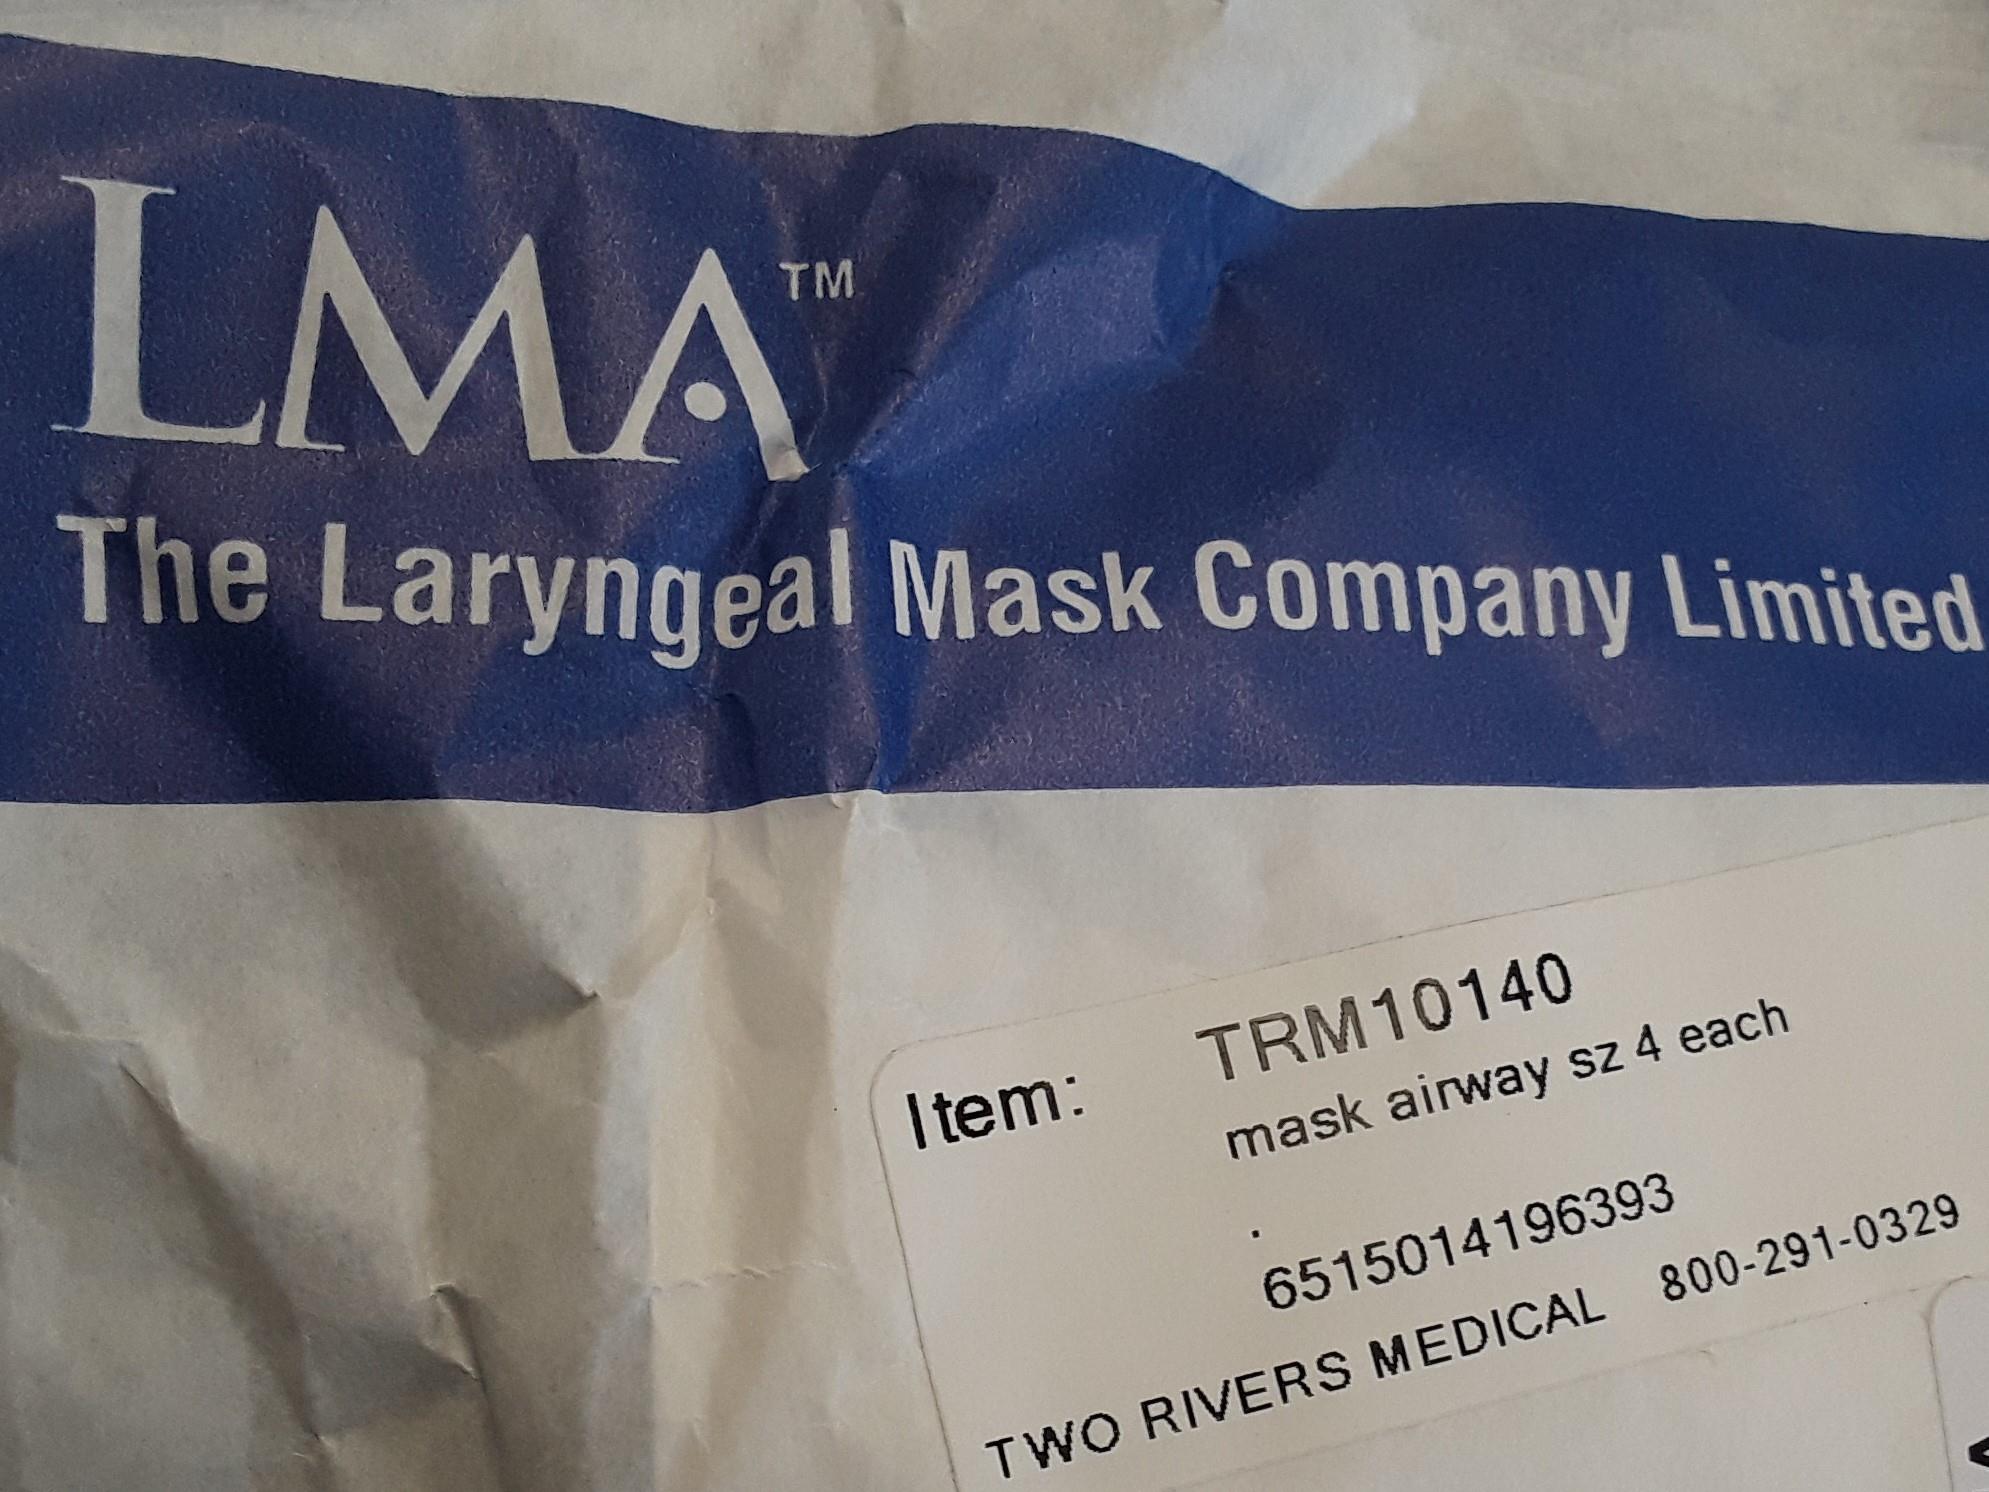 LMA™
The Laryngeal Mask Company Limited
Item: TRM10140
mask airway sz 4 each
.
6515014196393
TWO RIVERS MEDICAL 800-291-0329